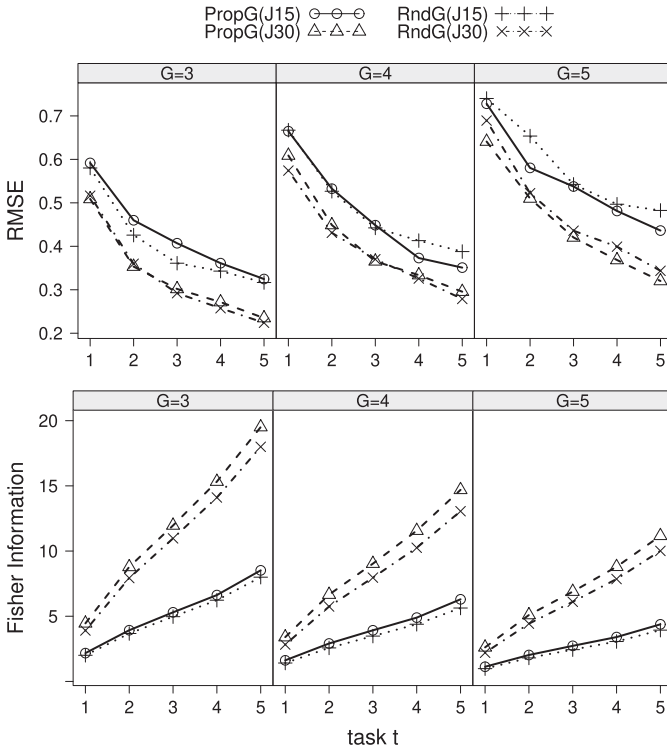 PropG(J15) RndG(J15)
PropG(J30) RndG(J30)
G=3 G=4 G=5
RMSE
0.7
0.6
0.5
0.4
0.3
0.2
1 2 3 4 5 1 2 3 4 5 1 2 3 4 5
G=3 G=4 G=5
Fisher Information
20
15
10
5
1 2 3 4 5 1 2 3 4 5 1 2 3 4 5
task t